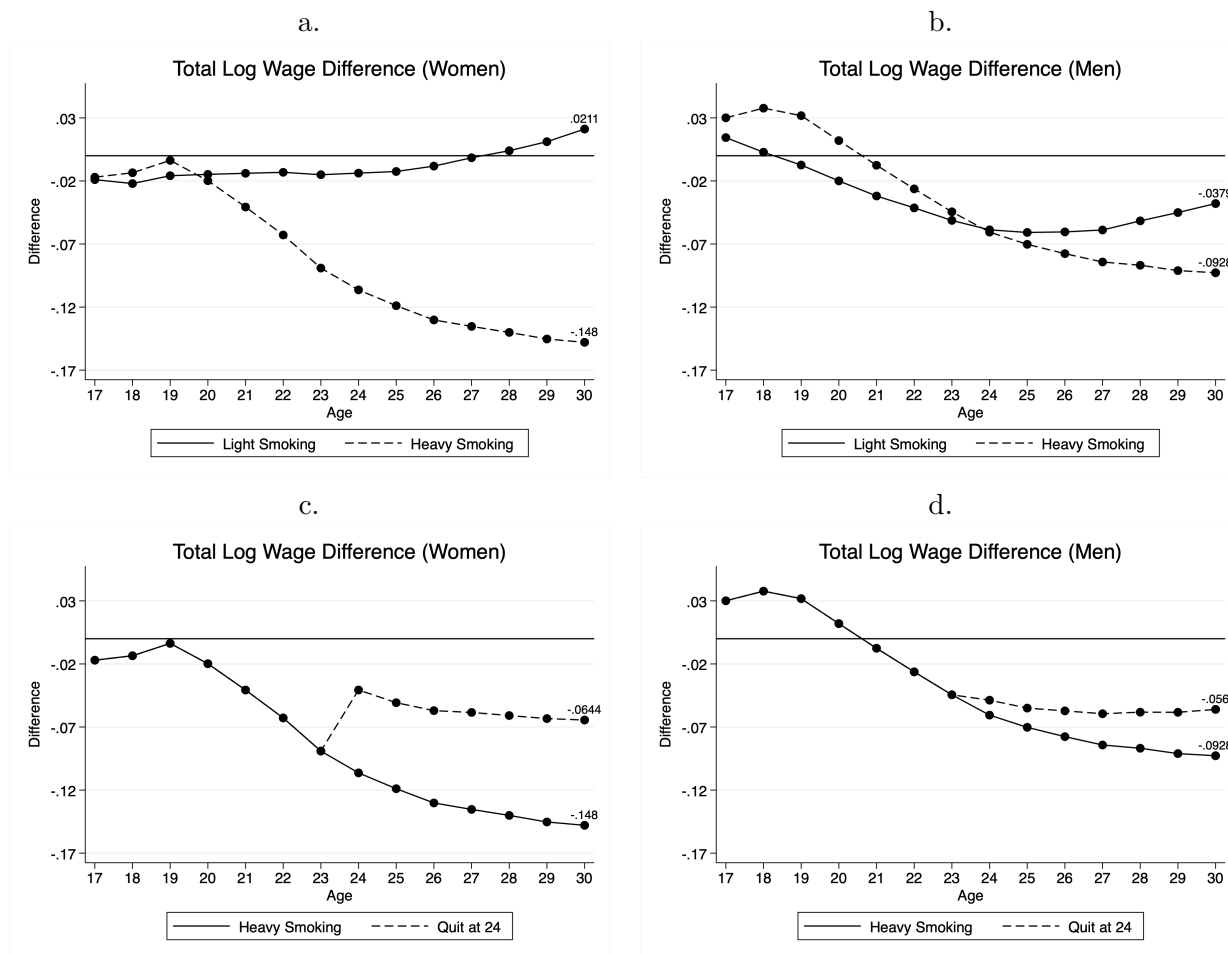 a.
Total Log Wage Difference (Women)
Difference
.03
-.02
-.07
-.12
-.17
.0211
-.148
17 18 19 20 21 22 23 24 25 26 27 28 29 30
Age
Light Smoking Heavy Smoking
b.
Total Log Wage Difference (Men)
Difference
.03
-.02
-.07
-.12
-.17
-.0379
-.0928
17 18 19 20 21 22 23 24 25 26 27 28 29 30
Age
Light Smoking Heavy Smoking
c.
Total Log Wage Difference (Women)
Difference
.03
-.02
-.07
-.12
-.17
-.0644
-.148
17 18 19 20 21 22 23 24 25 26 27 28 29 30
Age
Heavy Smoking Quit at 24
d.
Total Log Wage Difference (Men)
Difference
.03
-.02
-.07
-.12
-.17
-.056
-.0928
17 18 19 20 21 22 23 24 25 26 27 28 29 30
Age
Heavy Smoking Quit at 24